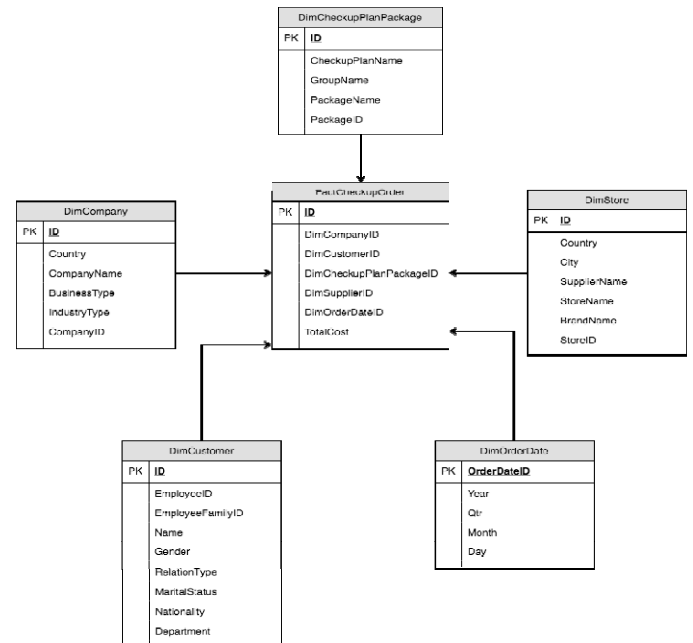 DimCheckupPlanPackage
PK ID
CheckupPlanName
GroupName
PackageName
PackageID
FactCheckupOrder
PK ID
DimCompanyID
DimCustomerID
DimCheckupPlanPackageID
DimSupplierID
DimOrderDateID
TotalCost
DimCompany
PK ID
Country
CompanyName
BusinessType
IndustryType
CompanyID
DimStore
PK ID
Country
City
SupplierName
StoreName
BrandName
StoreID
DimCustomer
PK ID
EmployeeID
EmployeeFamilyID
Name
Gender
RelationType
MaritalStatus
Nationality
Department
DimOrderDate
PK OrderDateID
Year
Qtr
Month
Day